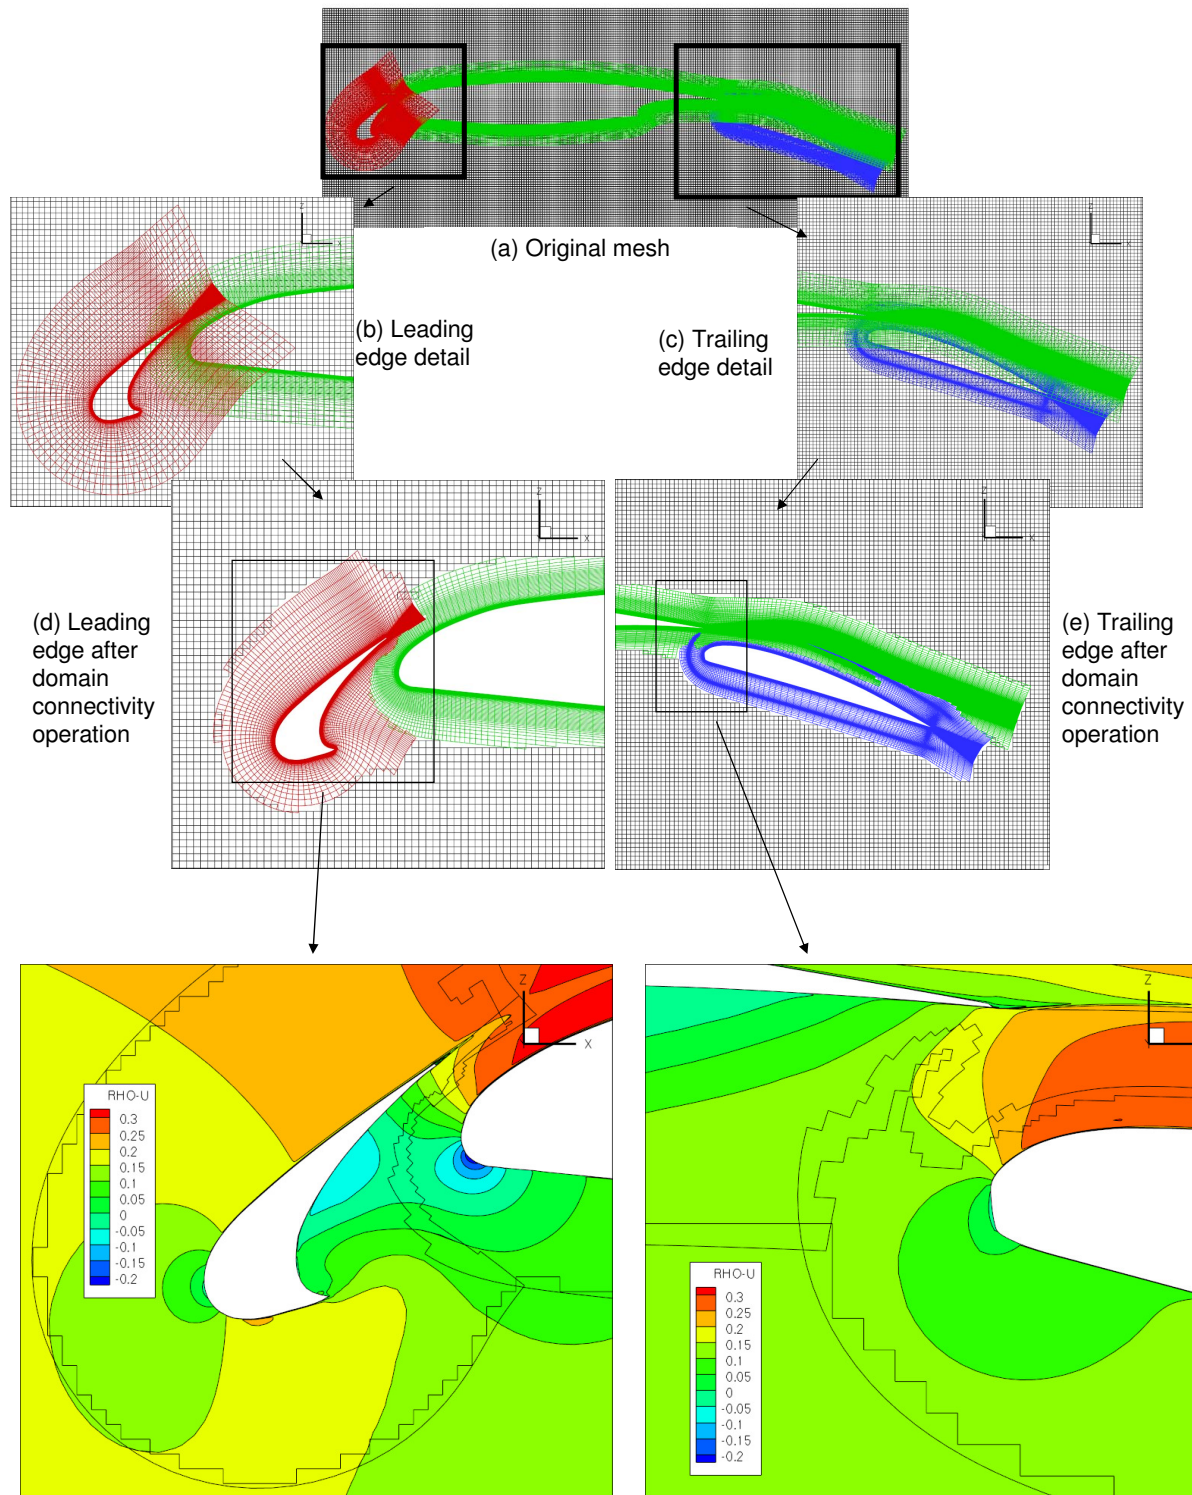 (a) Original mesh
Z
X
Z
X
(b) Leading
edge detail
(c) Trailing
edge detail
Z
X
Z
X
(d) Leading
edge after
domain
connectivity
operation
(e) Trailing
edge after
domain
connectivity
operation
Z
X
RHO-U
0.3
0.25
0.2
0.15
0.1
0.05
0
-0.05
-0.1
-0.15
-0.2
Z
RHO-U
0.3
0.25
0.2
0.15
0.1
0.05
0
-0.05
-0.1
-0.15
-0.2